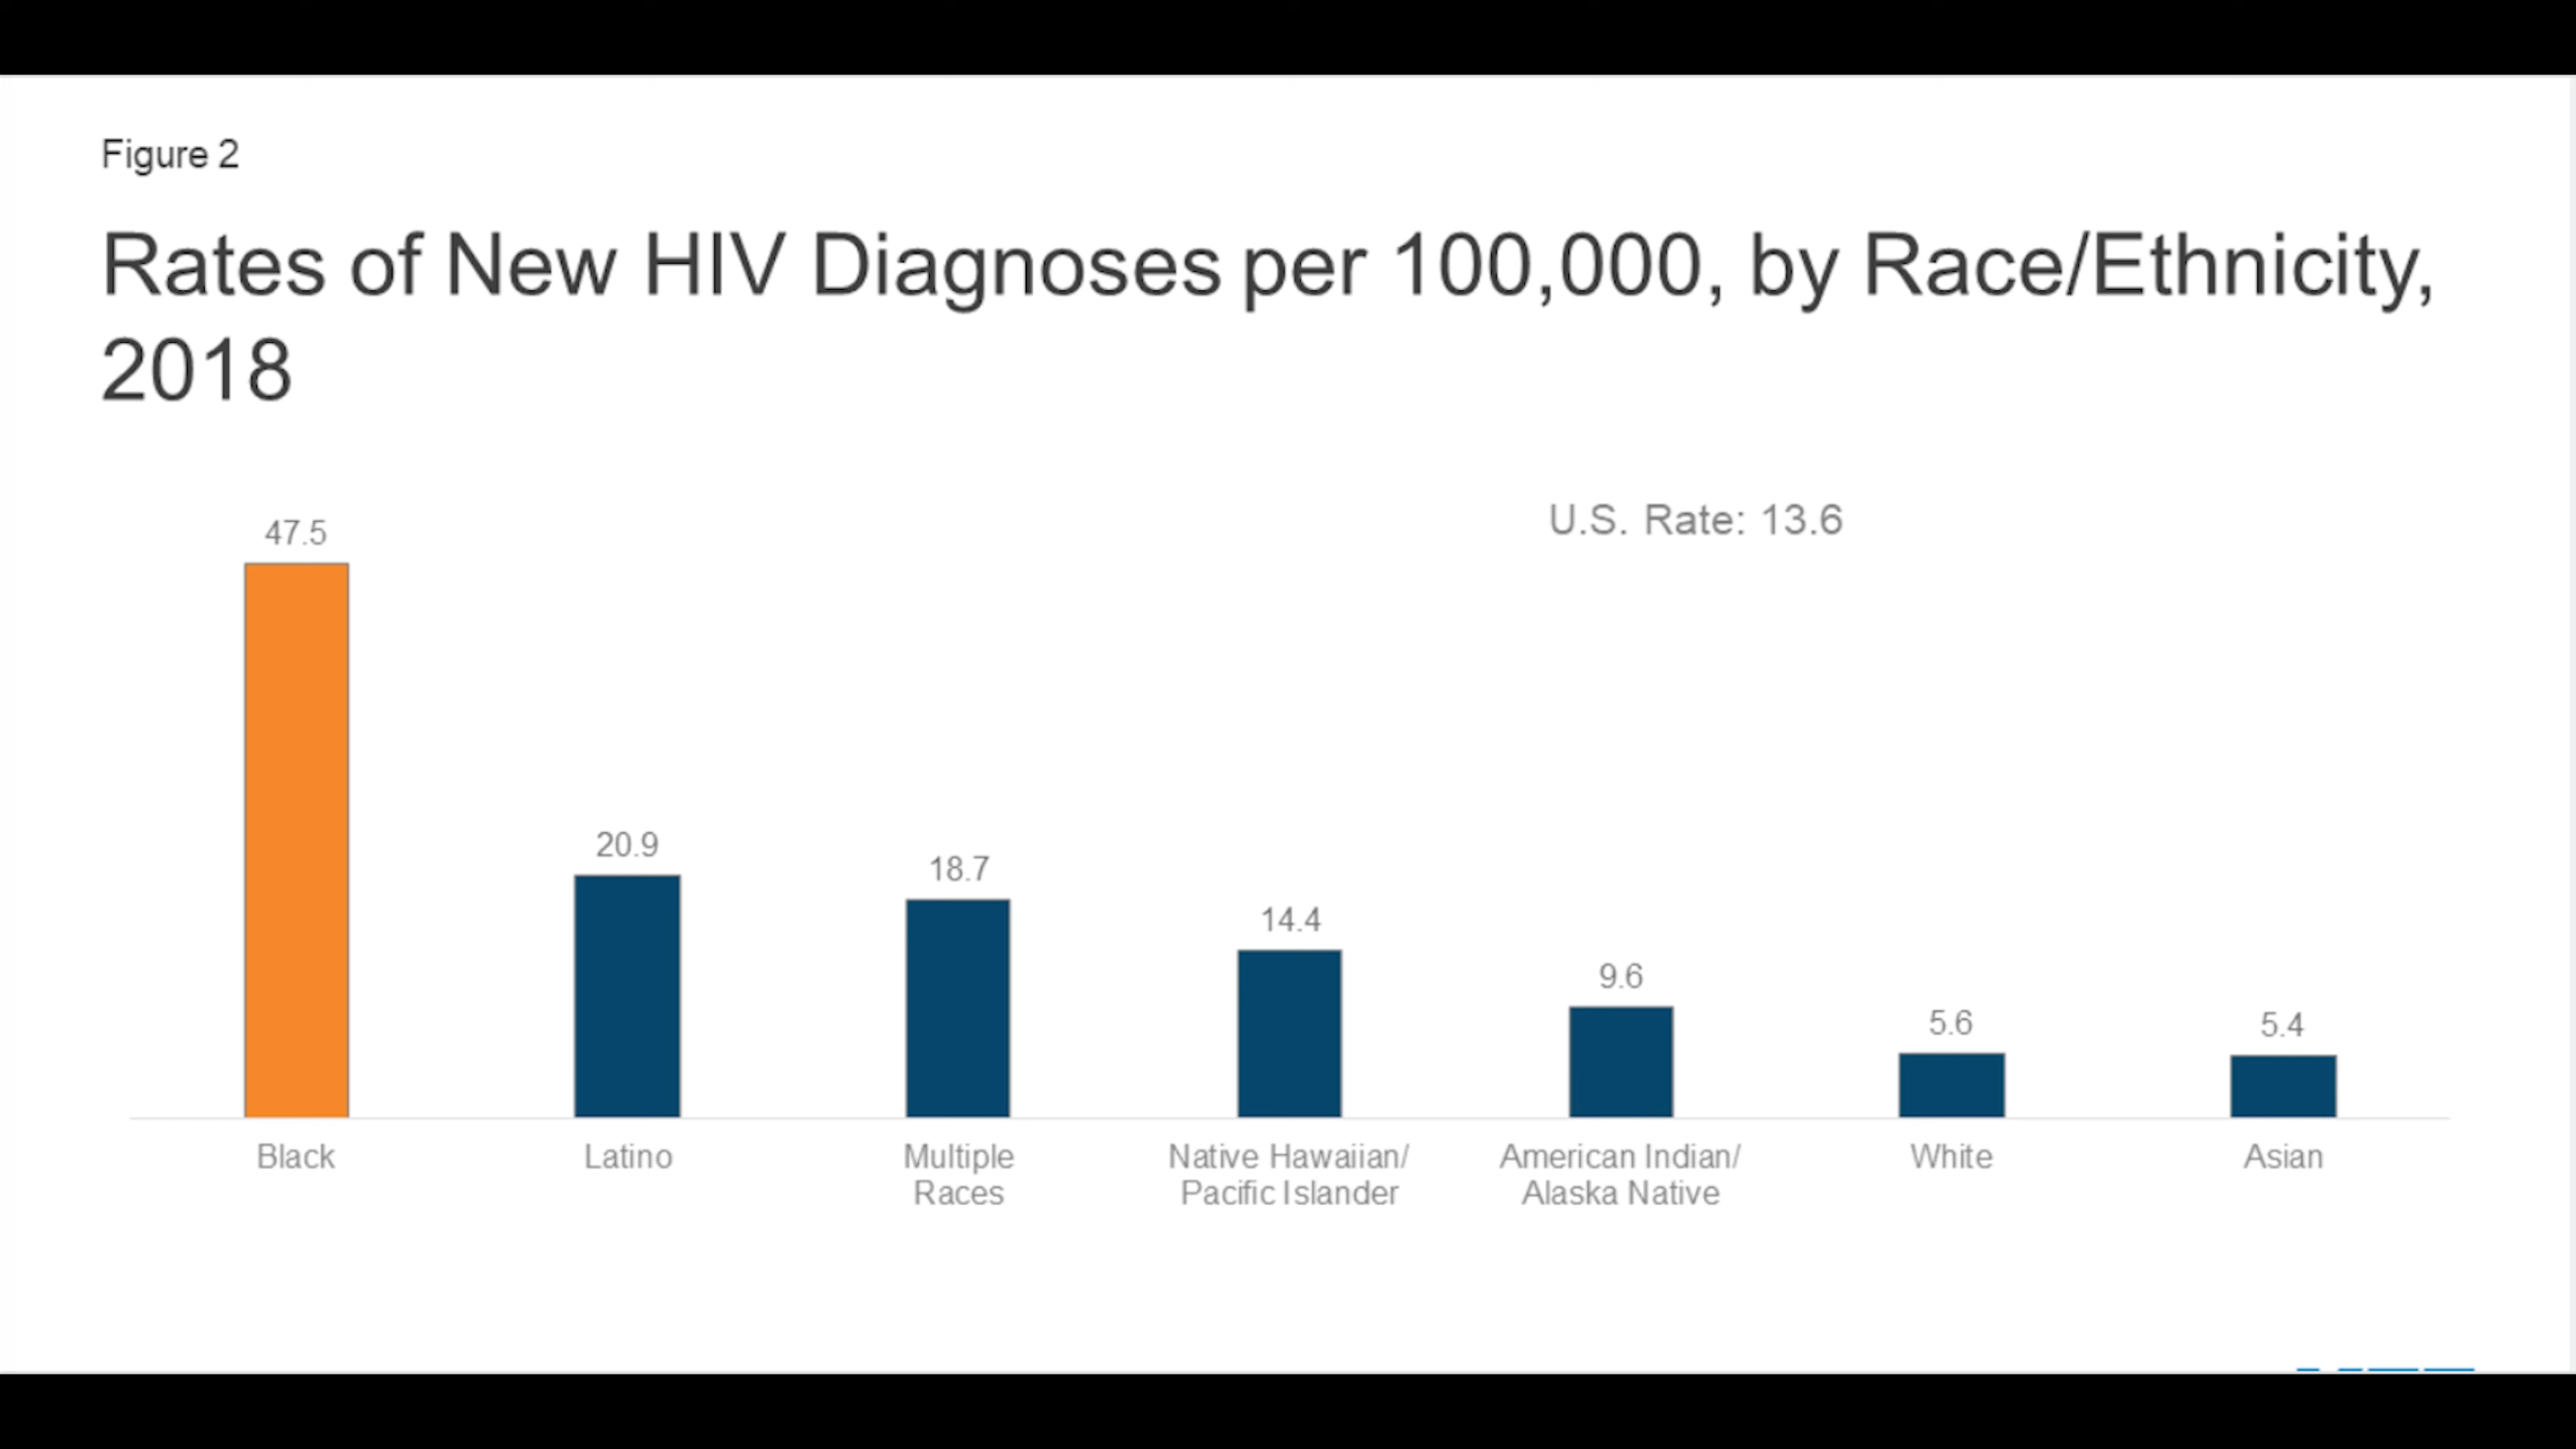 Figure 2
Rates of New HIV Diagnoses per 100,000, by Race/Ethnicity,
2018
U.S. Rate: 13.6
47.5
20.9
18.7
14.4
9.6
5.6
5.4
Black
Latino
Multiple
Races
Native Hawaiian/
Pacific Islander
American Indian/
Alaska Native
White
Asian